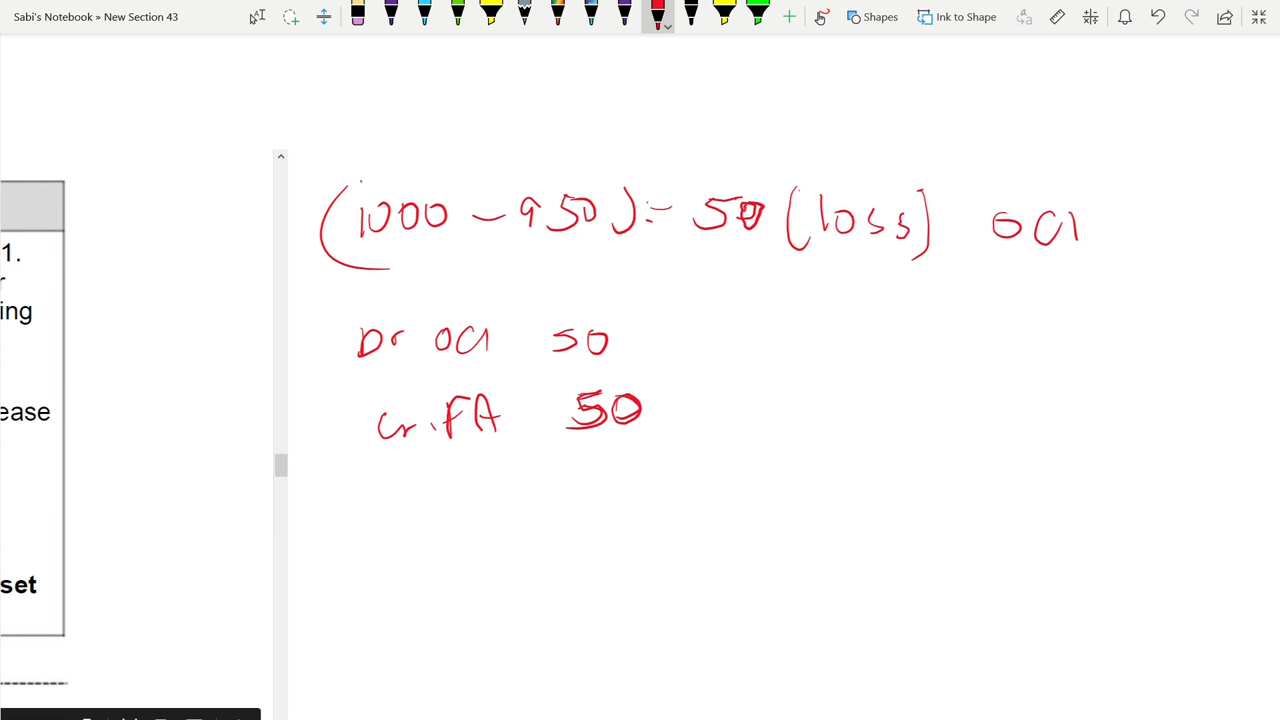 Sabi's Notebook » New Section 43
Shapes
Ink to Shape
1.
r
ing
ease
set
(1000 - 950) = 50 (loss) OCI
Dr OCI 50
Cr. FA 50